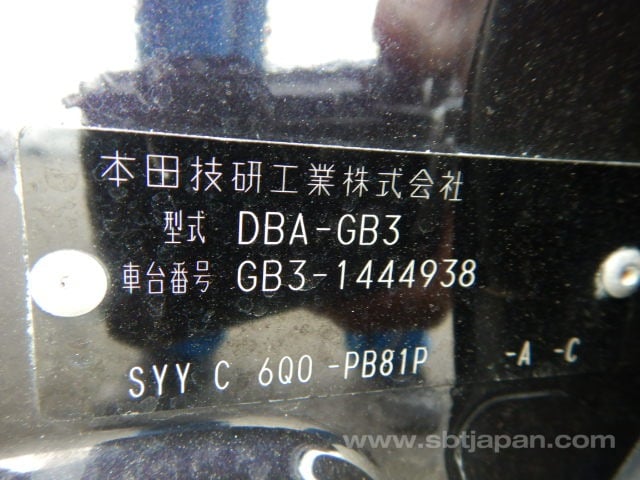 本田技研工業株式会社
型式 DBA-GB3
車台番号 GB3-1444938
SYY C 6Q0 -PB81P -A -C
www.sbtjapan.com